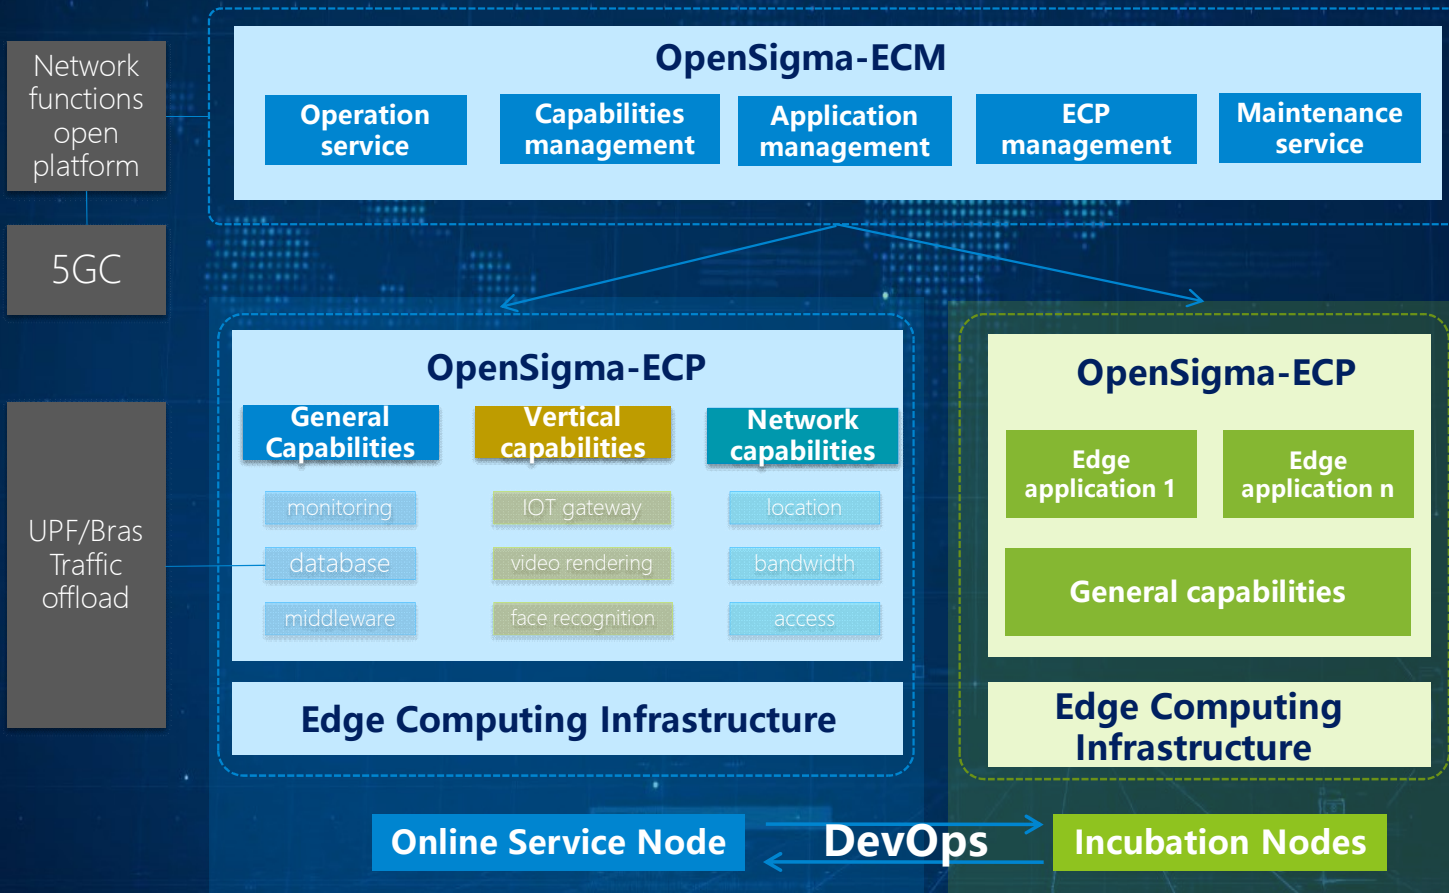 OpenSigma-ECM
Operation
service
Capabilities
management
Application
management
ECP
management
Maintenance
service
Network
functions
open
platform
5GC
UPF/Bras
Traffic
offload
OpenSigma-ECP
General
Capabilities
monitoring
database
middleware
Vertical
capabilities
IOT gateway
video rendering
face recognition
Network
capabilities
location
bandwidth
access
Edge Computing Infrastructure
OpenSigma-ECP
Edge
application 1
Edge
application n
General capabilities
Edge Computing
Infrastructure
Online Service Node
DevOps
Incubation Nodes